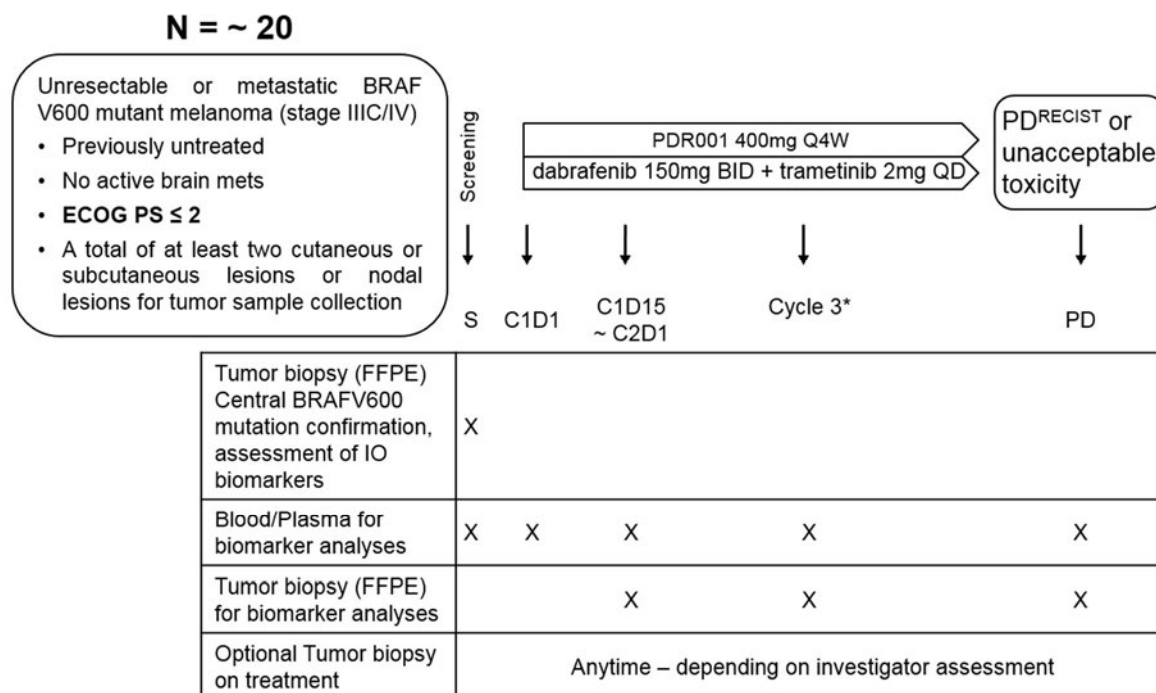 N = ~ 20
Unresectable or metastatic BRAF
V600 mutant melanoma (stage IIIC/IV)
• Previously untreated
• No active brain mets
• ECOG PS ≤ 2
• A total of at least two cutaneous or
subcutaneous lesions or nodal
lesions for tumor sample collection
Screening
PDR001 400mg Q4W
dabrafenib 150mg BID + trametinib 2mg QD
PDRECIST or
unacceptable
toxicity
S
C1D1
C1D15
~ C2D1
Cycle 3*
PD
Tumor biopsy (FFPE)
Central BRAFV600
mutation confirmation,
assessment of IO
biomarkers
X
Blood/Plasma for
biomarker analyses
X X X X X
Tumor biopsy (FFPE)
for biomarker analyses
X X X
Optional Tumor biopsy
on treatment
Anytime – depending on investigator assessment